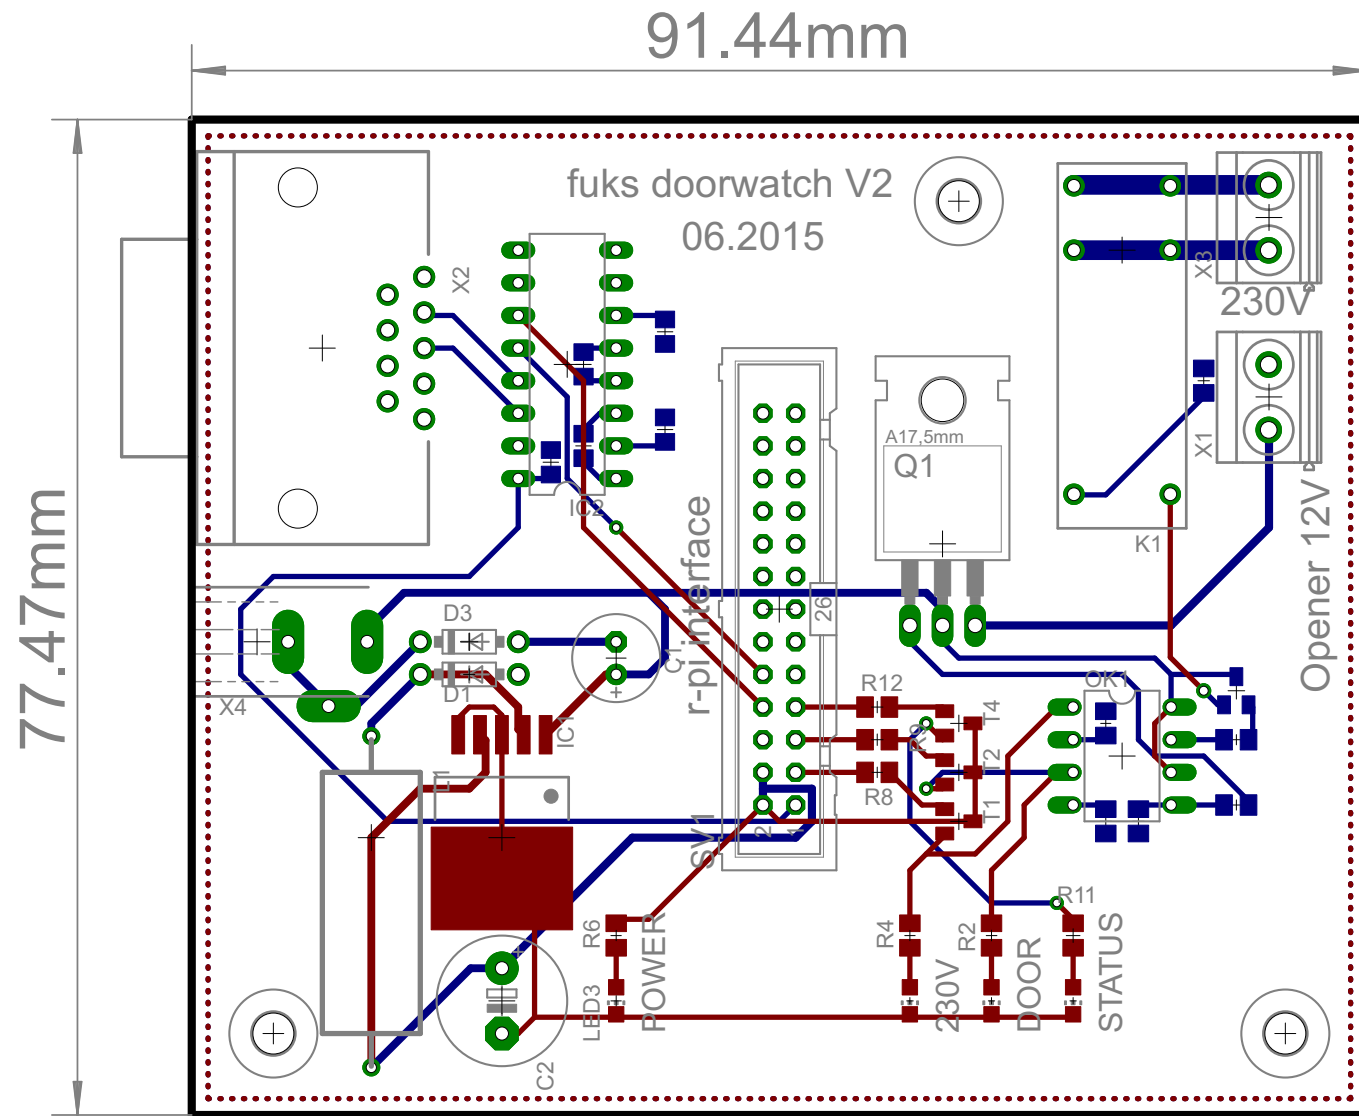 91.44mm
77.47mm
fuks doorwatch V2
06.2015
X2
X3
230V
A17,5mm
Q1
X1
IC2
K1
Opener 12V
r-pi interface
26
D3
D1
C1
+
X4
IC1
L1
OK1
R12
R9
R8
T4
T2
T1
SV1
2
1
R6
POWER
LED3
R4
230V
R2
DOOR
R11
STATUS
+
C2